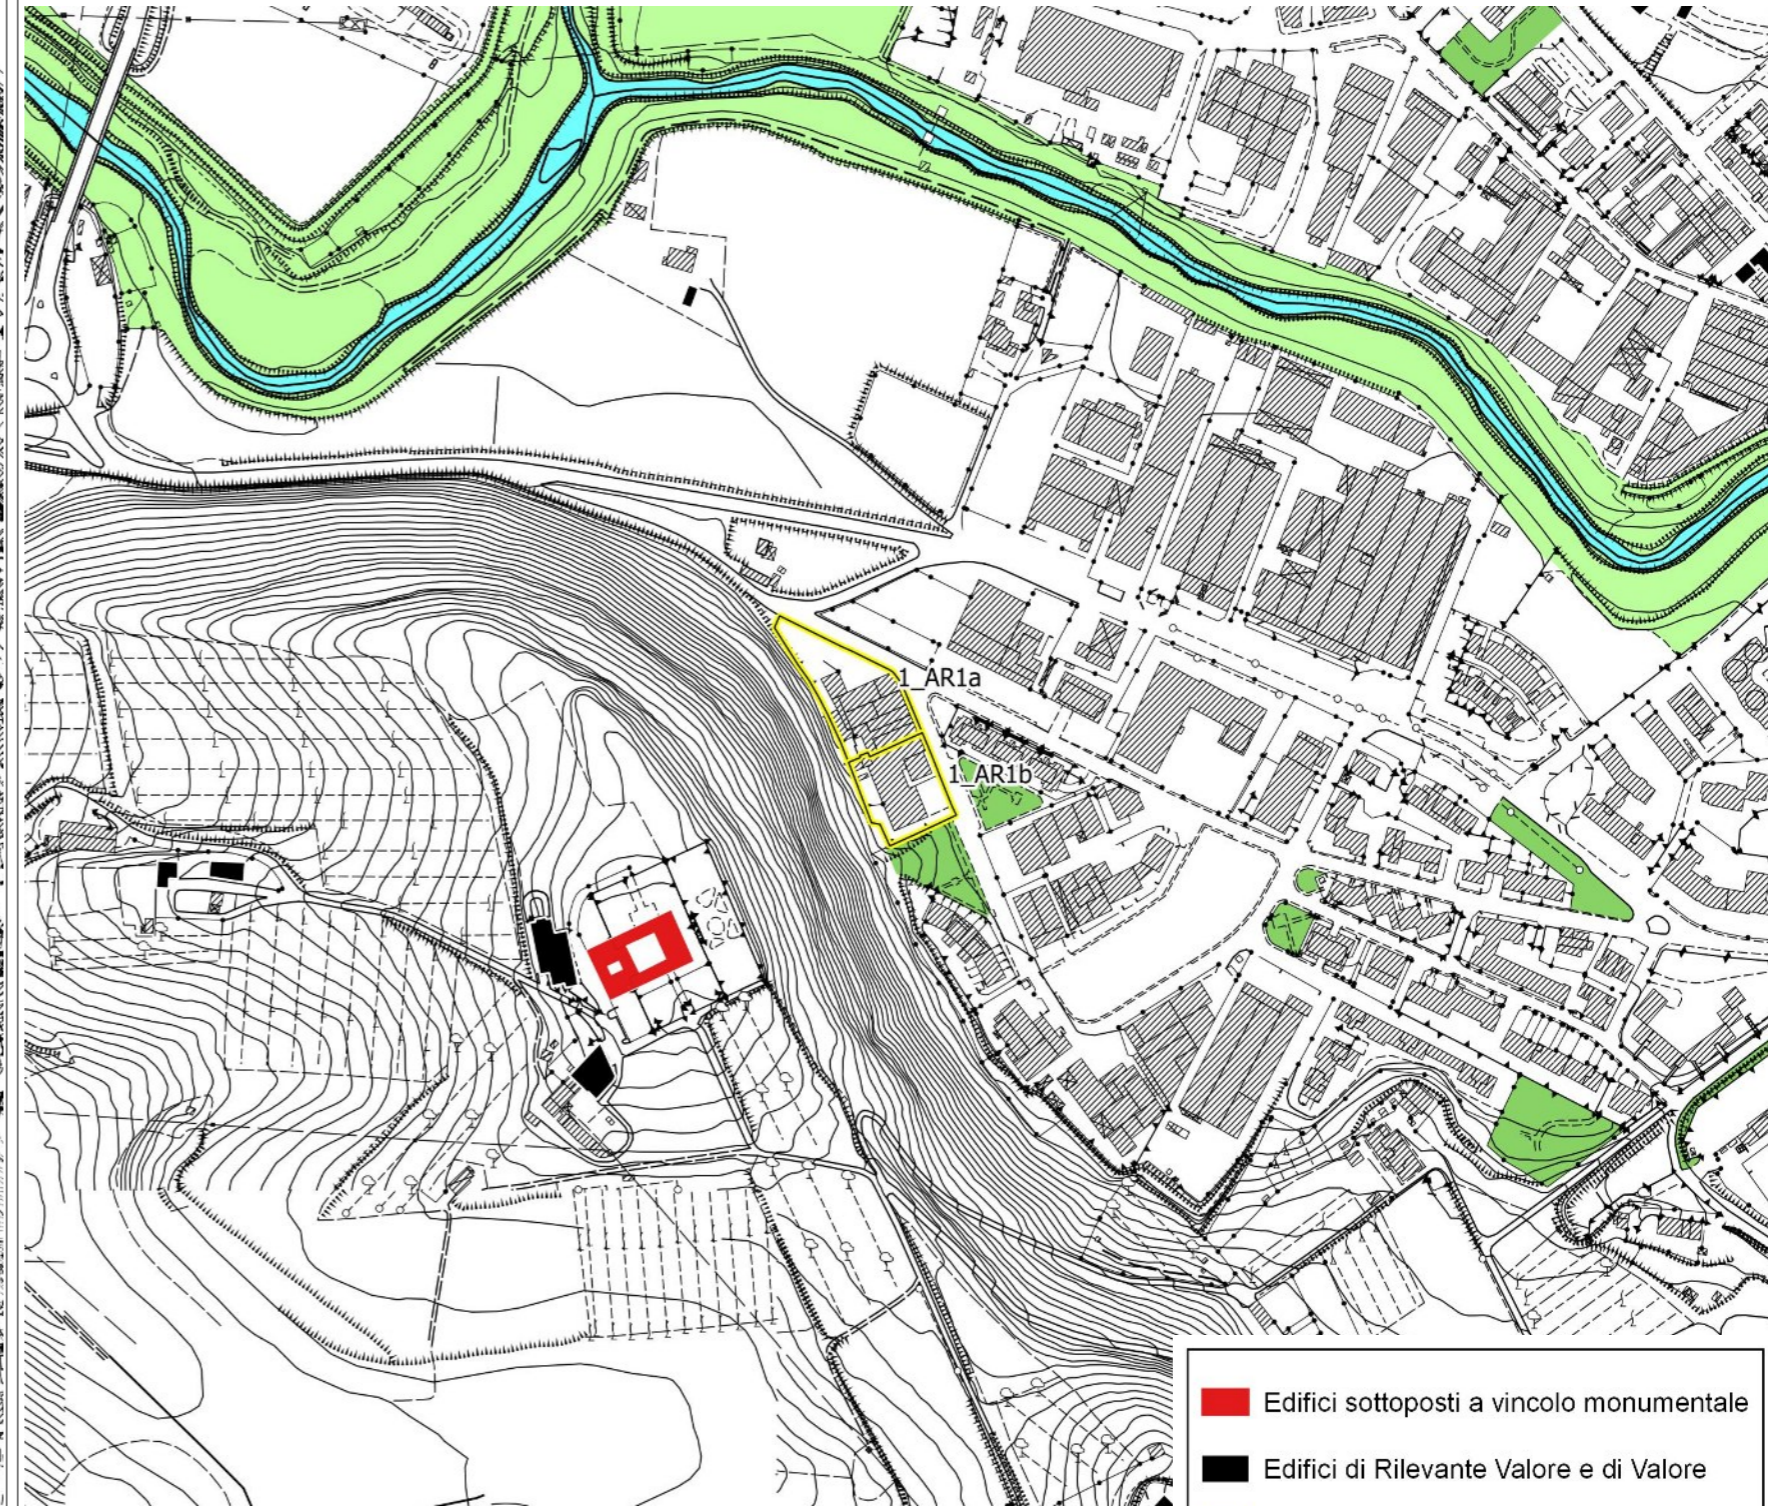 1_AR1a
1_AR1b
Edifici sottoposti a vincolo monumentale
Edifici di Rilevante Valore e di Valore